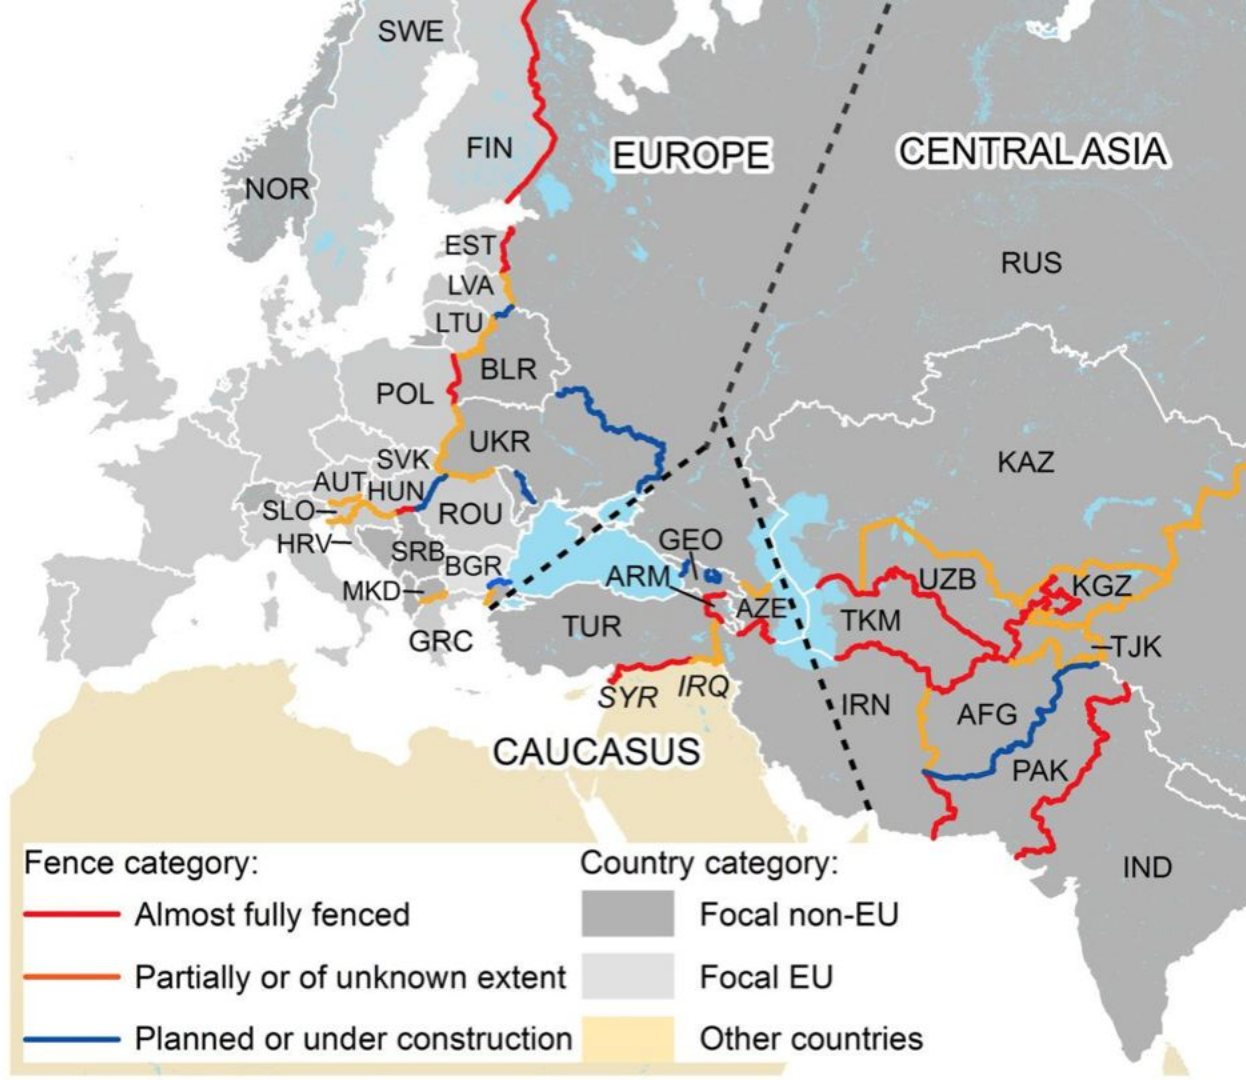 SWE
FIN
NOR
EUROPE
CENTRAL ASIA
EST
RUS
LVA
LTU
BLR
POL
UKR
SVK
KAZ
AUT
HUN
SLO
ROU
HRV
SRB
BGR
GEO
ARM
MKD
AZE
UZB
KGZ
TKM
GRC
TUR
TJK
SYR
IRQ
IRN
AFG
CAUCASUS
PAK
IND
Fence category:
Almost fully fenced
Partially or of unknown extent
Planned or under construction
Country category:
Focal non-EU
Focal EU
Other countries